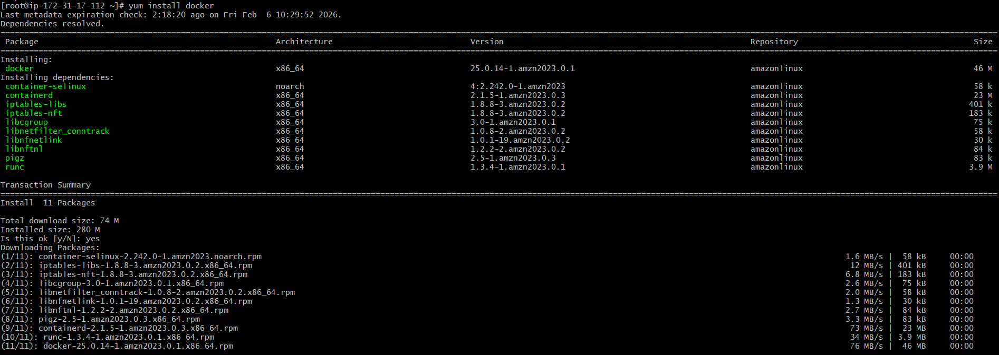 [root@ip-172-31-17-112 ~]# yum install docker
Last metadata expiration check: 2:18:20 ago on Fri Feb  6 10:29:52 2026.
Dependencies resolved.
================================================================================
Package Architecture Version Repository Size
================================================================================
Installing:
docker x86_64 25.0.14-1.amzn2023.0.1 amazonlinux 46 M
Installing dependencies:
container-selinux noarch 4:2.242.0-1.amzn2023 amazonlinux 58 k
containerd x86_64 2.1.5-1.amzn2023.0.3 amazonlinux 23 M
iptables-libs x86_64 1.8.8-3.amzn2023.0.2 amazonlinux 401 k
iptables-nft x86_64 1.8.8-3.amzn2023.0.2 amazonlinux 183 k
libcgroup x86_64 3.0-1.amzn2023.0.1 amazonlinux 75 k
libnetfilter_conntrack x86_64 1.0.8-2.amzn2023.0.2 amazonlinux 58 k
libnfnetlink x86_64 1.0.1-19.amzn2023.0.2 amazonlinux 30 k
libnftnl x86_64 1.2.2-2.amzn2023.0.2 amazonlinux 84 k
pigz x86_64 2.5-1.amzn2023.0.3 amazonlinux 83 k
runc x86_64 1.3.4-1.amzn2023.0.1 amazonlinux 3.9 M
Transaction Summary
================================================================================
Install  11 Packages
Total download size: 74 M
Installed size: 280 M
Is this ok [y/N]: yes
Downloading Packages:
(1/11): container-selinux-2.242.0-1.amzn2023.noarch.rpm 1.6 MB/s |  58 kB 00:00
(2/11): iptables-libs-1.8.8-3.amzn2023.0.2.x86_64.rpm 12 MB/s | 401 kB 00:00
(3/11): iptables-nft-1.8.8-3.amzn2023.0.2.x86_64.rpm 6.8 MB/s | 183 kB 00:00
(4/11): libcgroup-3.0-1.amzn2023.0.1.x86_64.rpm 2.6 MB/s |  75 kB 00:00
(5/11): libnetfilter_conntrack-1.0.8-2.amzn2023.0.2.x86_64.rpm 2.0 MB/s |  58 kB 00:00
(6/11): libnfnetlink-1.0.1-19.amzn2023.0.2.x86_64.rpm 1.3 MB/s |  30 kB 00:00
(7/11): libnftnl-1.2.2-2.amzn2023.0.2.x86_64.rpm 2.7 MB/s |  84 kB 00:00
(8/11): pigz-2.5-1.amzn2023.0.3.x86_64.rpm 3.3 MB/s |  83 kB 00:00
(9/11): containerd-2.1.5-1.amzn2023.0.3.x86_64.rpm 73 MB/s |  23 MB 00:00
(10/11): runc-1.3.4-1.amzn2023.0.1.x86_64.rpm 34 MB/s | 3.9 MB 00:00
(11/11): docker-25.0.14-1.amzn2023.0.1.x86_64.rpm 76 MB/s |  46 MB 00:00